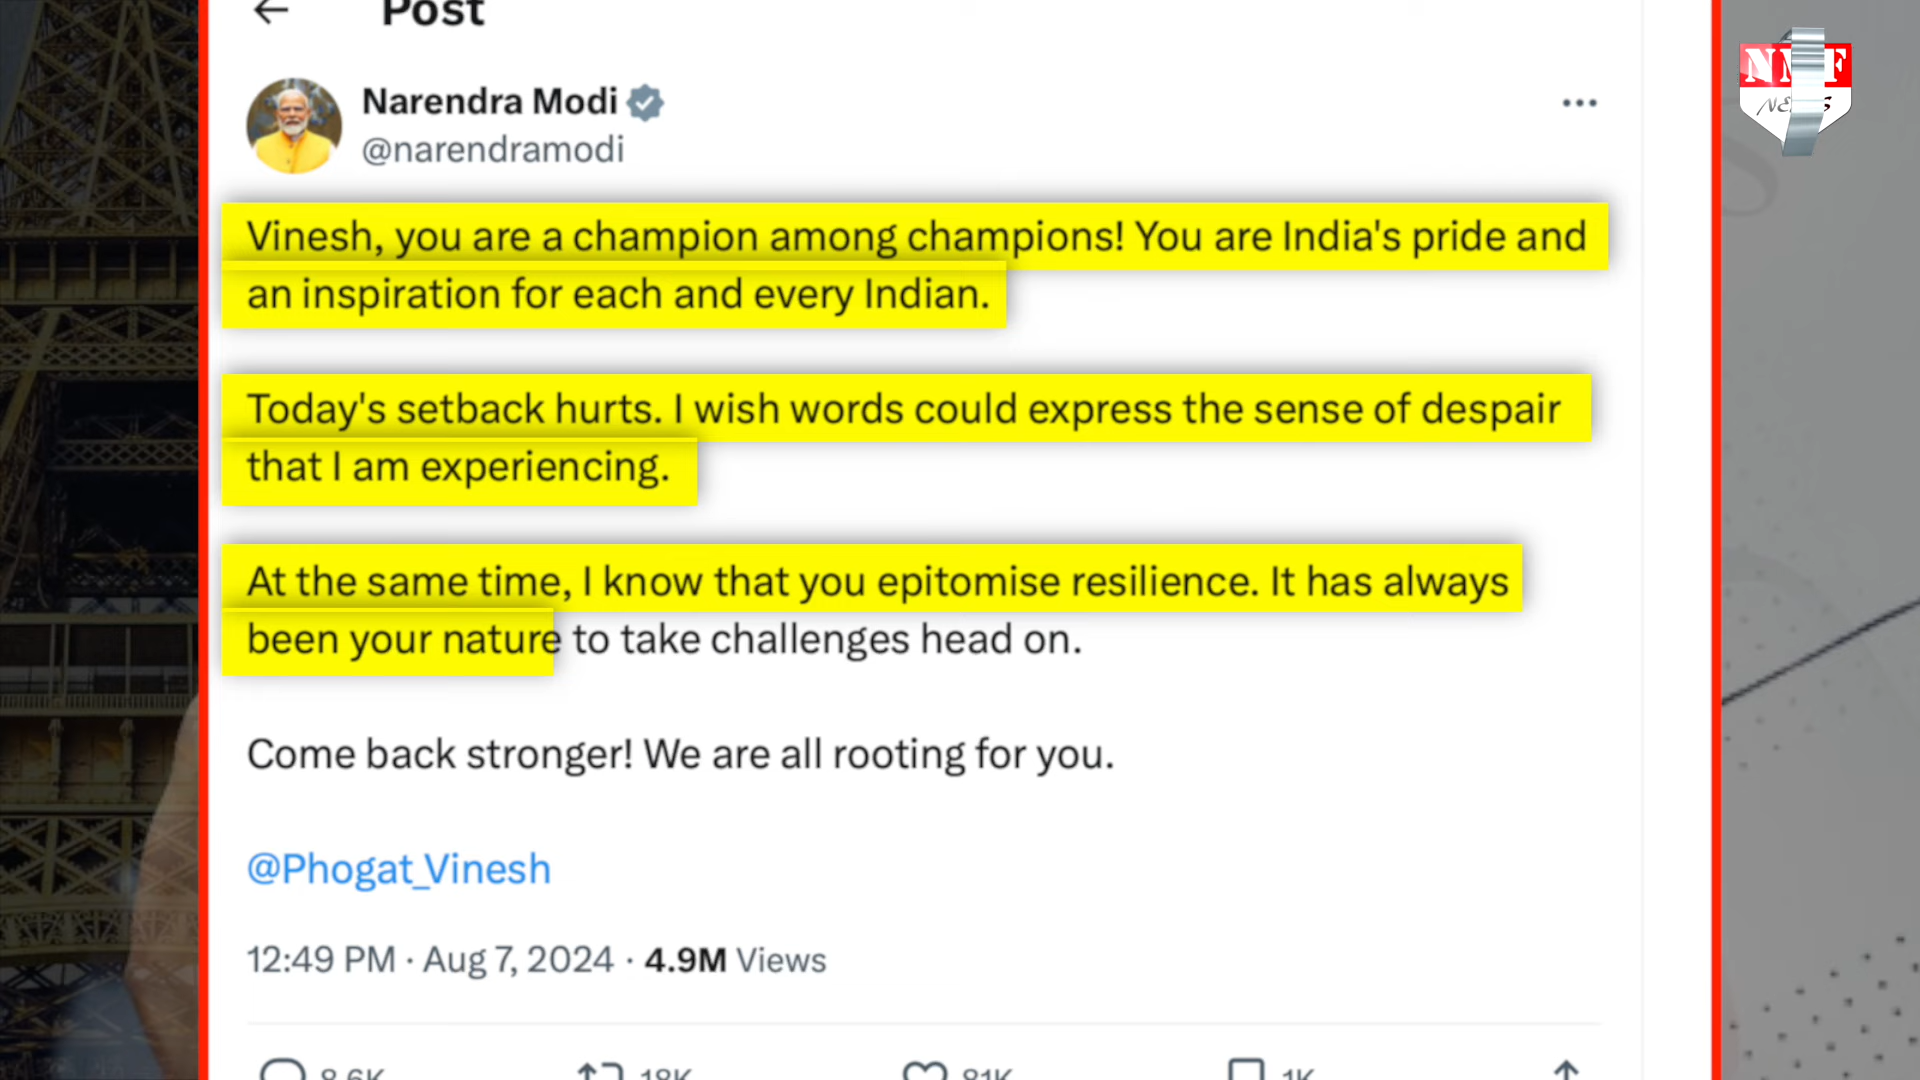 Post
Narendra Modi
@narendramodi
Vinesh, you are a champion among champions! You are India's pride and
an inspiration for each and every Indian.
Today's setback hurts. I wish words could express the sense of despair
that I am experiencing.
At the same time, I know that you epitomise resilience. It has always
been your nature to take challenges head on.
Come back stronger! We are all rooting for you.
@Phogat_Vinesh
12:49 PM · Aug 7, 2024 · 4.9M Views
8.6K 18K 81K 1K